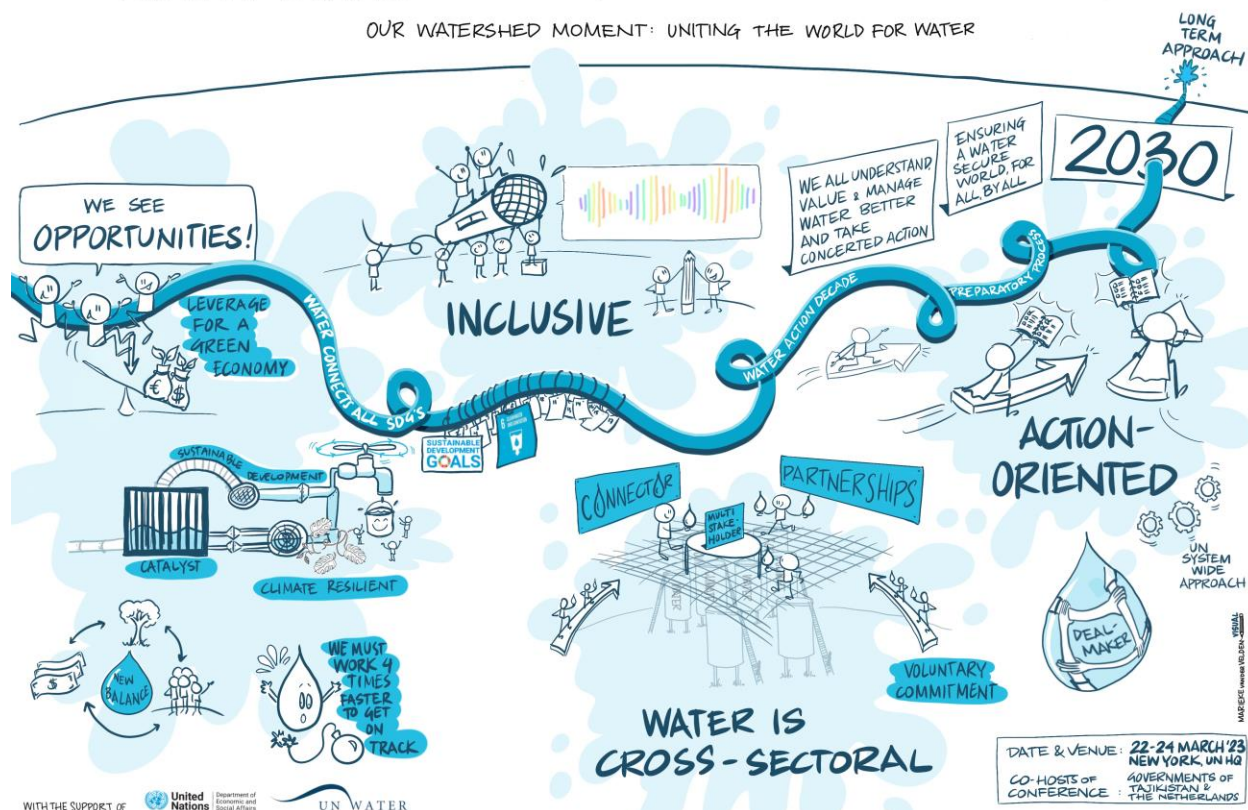 OUR WATERSHED MOMENT: UNITING THE WORLD FOR WATER
LONG
TERM
APPROACH
2030
ENSURING
A WATER
SECURE
WORLD, FOR
ALL, BY ALL
WE ALL UNDERSTAND,
VALUE & MANAGE
WATER BETTER
AND TAKE
CONCERTED ACTION
WE SEE
OPPORTUNITIES!
LEVERAGE
FOR A
GREEN
ECONOMY
€ $
WATER CONNECTS ALL SDG'S
INCLUSIVE
WATER ACTION DECADE
PREPARATORY PROCESS
SUSTAINABLE
DEVELOPMENT
GOALS
6
ACTION-
ORIENTED
SUSTAINABLE
DEVELOPMENT
CATALYST
CLIMATE RESILIENT
CONNECTOR
PARTNERSHIPS
MULTI
STAKE-
HOLDER
UN
SYSTEM
WIDE
APPROACH
DEAL-
MAKER
$
NEW
BALANCE
WE MUST
WORK 4
TIMES
FASTER
TO GET
ON
TRACK
VOLUNTARY
COMMITMENT
WATER IS
CROSS-SECTORAL
DATE & VENUE: 22-24 MARCH '23
NEW YORK, UN HQ
CO-HOSTS OF
CONFERENCE : GOVERNMENTS OF
TAJIKISTAN &
THE NETHERLANDS
WITH THE SUPPORT OF
United
Nations
Department of
Economic and
Social Affairs
UN WATER